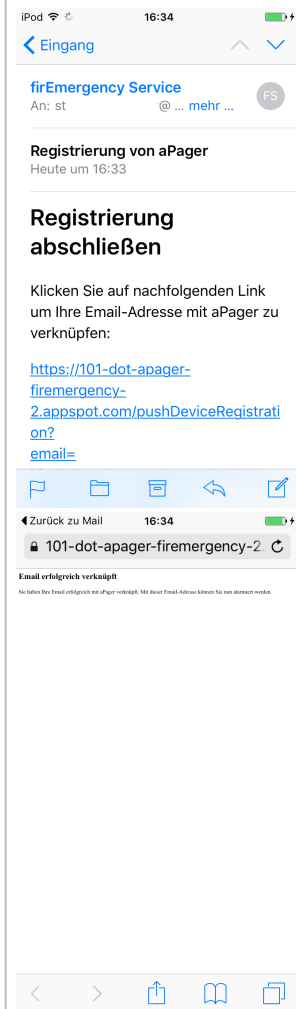 iPod 16:34
Eingang
firEmergency Service
FS
An: st @ ... mehr ...
Registrierung von aPager
Heute um 16:33
Registrierung
abschließen
Klicken Sie auf nachfolgenden Link
um Ihre Email-Adresse mit aPager zu
verknüpfen:
https://101-dot-apager-
firemergency-
2.appspot.com/pushDeviceRegistrati
on?
email=
Zurück zu Mail 16:34
101-dot-apager-firemergency-2.
Email erfolgreich verknüpft
Sie haben Ihre Email erfolgreich mit aPager verknüpft. Mit dieser Email-Adresse können Sie nun alarmiert werden.